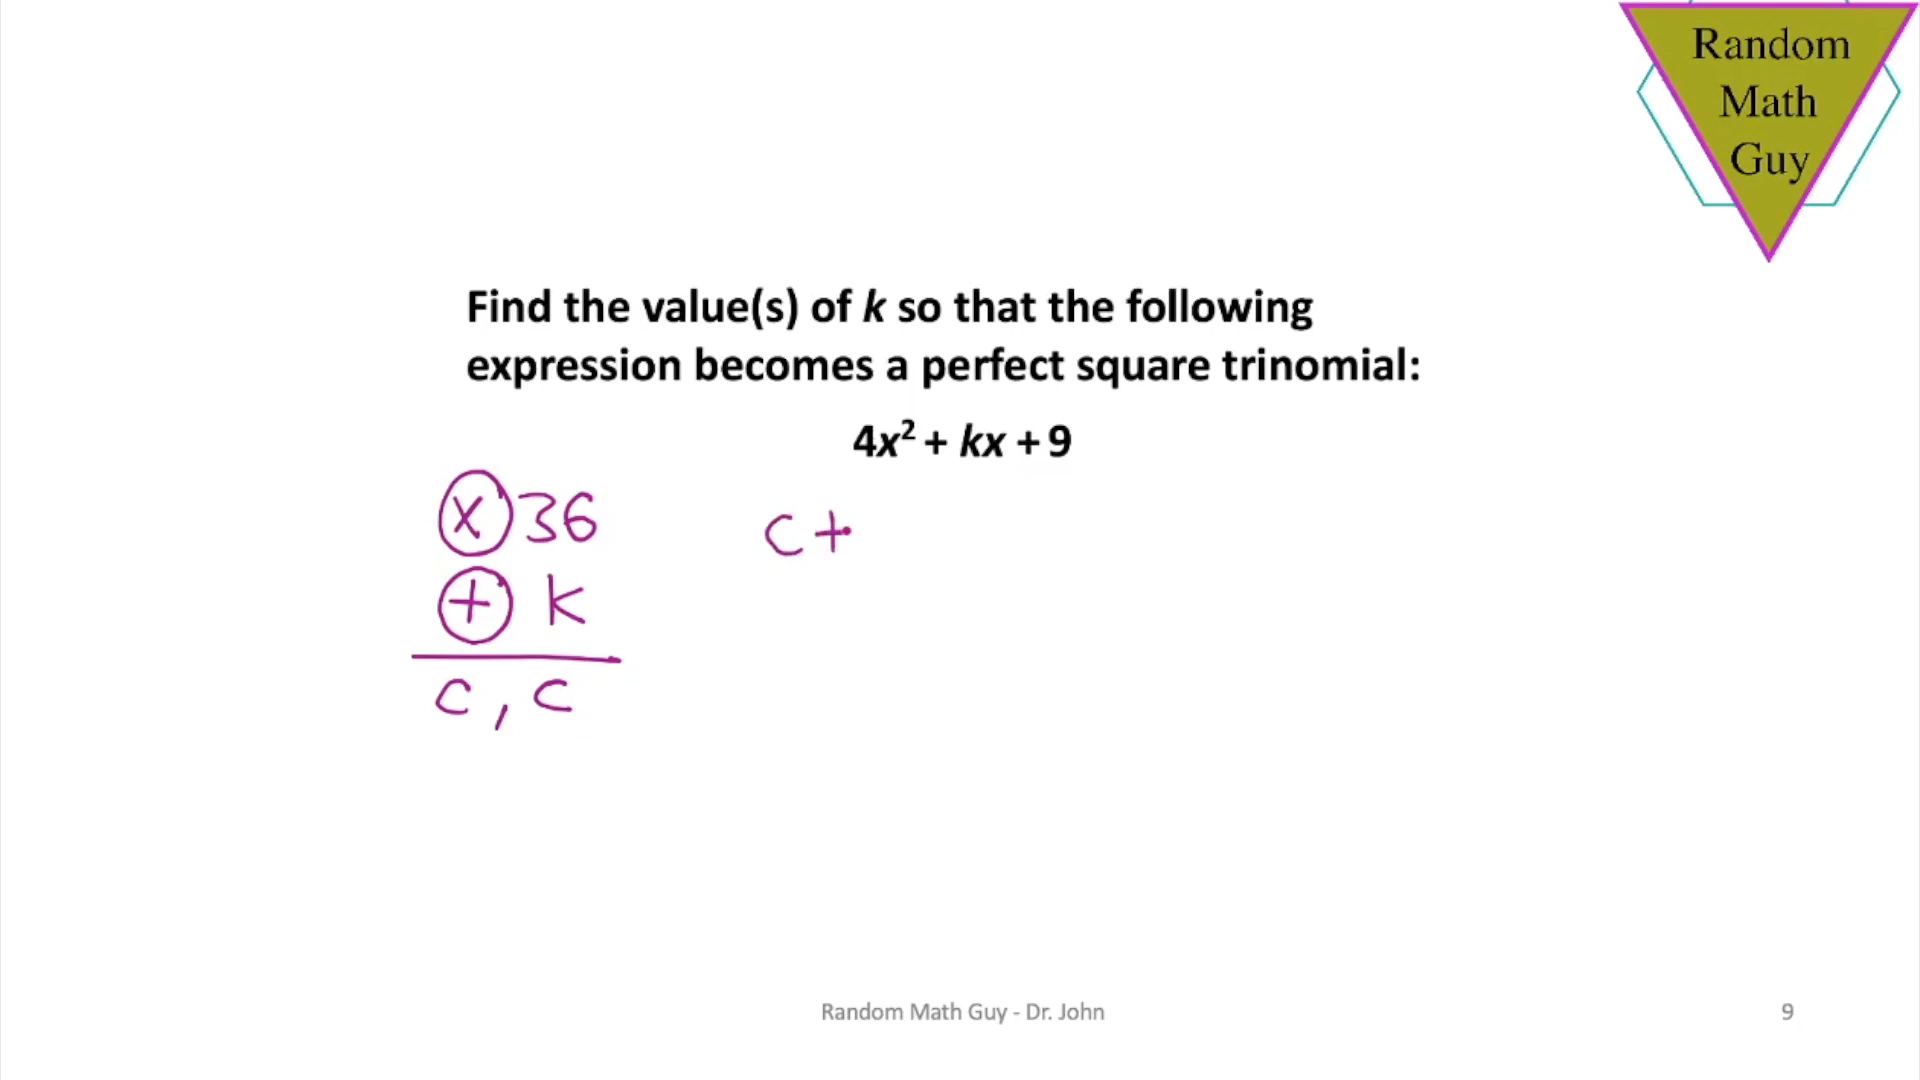 Random
Math
Guy
Find the value(s) of k so that the following
expression becomes a perfect square trinomial:
4x² + kx + 9
× 36
+ k
c, c
c +
Random Math Guy - Dr. John
9